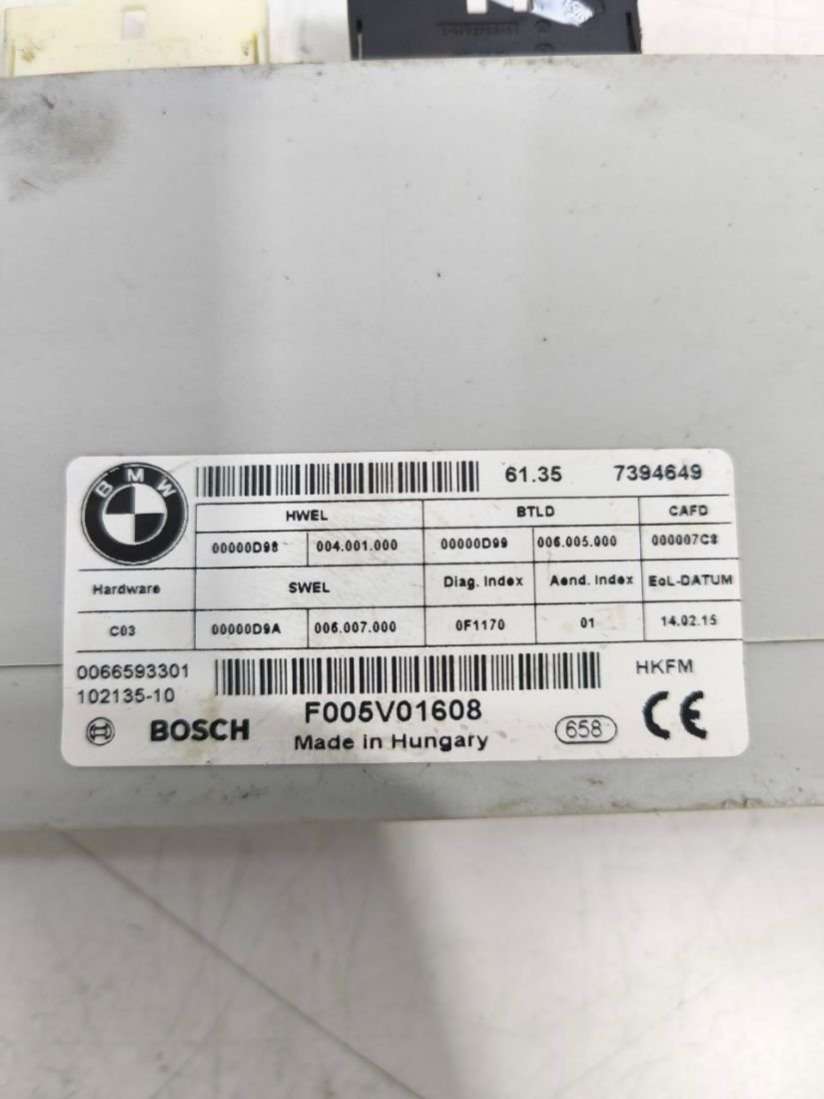 BMW
61.35 7394649
HWEL BTLD CAFD
00000D98 004.001.000 00000D99 006.005.000 000007C8
Hardware SWEL Diag. Index Aend. Index EoL-DATUM
C03 00000D9A 006.007.000 0F1170 01 14.02.15
0066593301 HKFM
102135-10
BOSCH F005V01608 658 CE
Made in Hungary